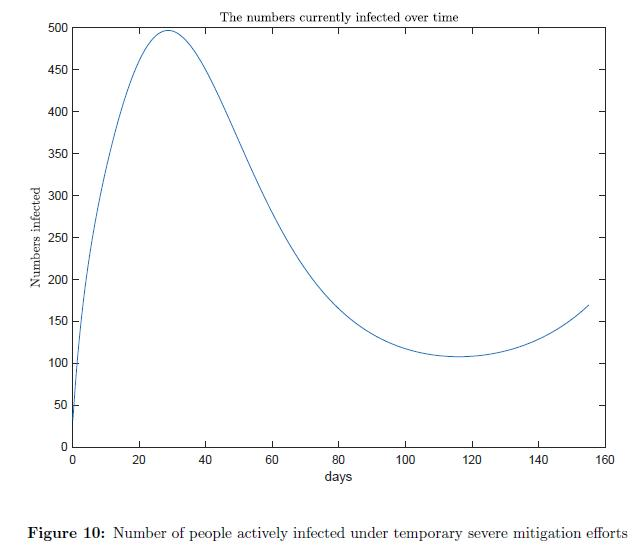 The numbers currently infected over time
500
450
400
350
300
250
200
150
100
50
0
Numbers infected
0 20 40 60 80 100 120 140 160
days
Figure 10: Number of people actively infected under temporary severe mitigation efforts